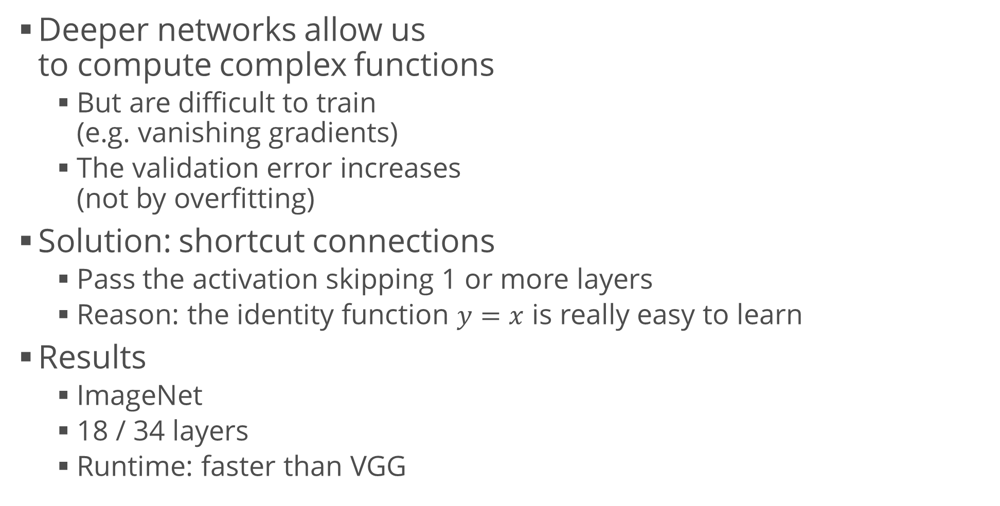 ▪ Deeper networks allow us
to compute complex functions
▪ But are difficult to train
(e.g. vanishing gradients)
▪ The validation error increases
(not by overfitting)
▪ Solution: shortcut connections
▪ Pass the activation skipping 1 or more layers
▪ Reason: the identity function y = x is really easy to learn
▪ Results
▪ ImageNet
▪ 18 / 34 layers
▪ Runtime: faster than VGG